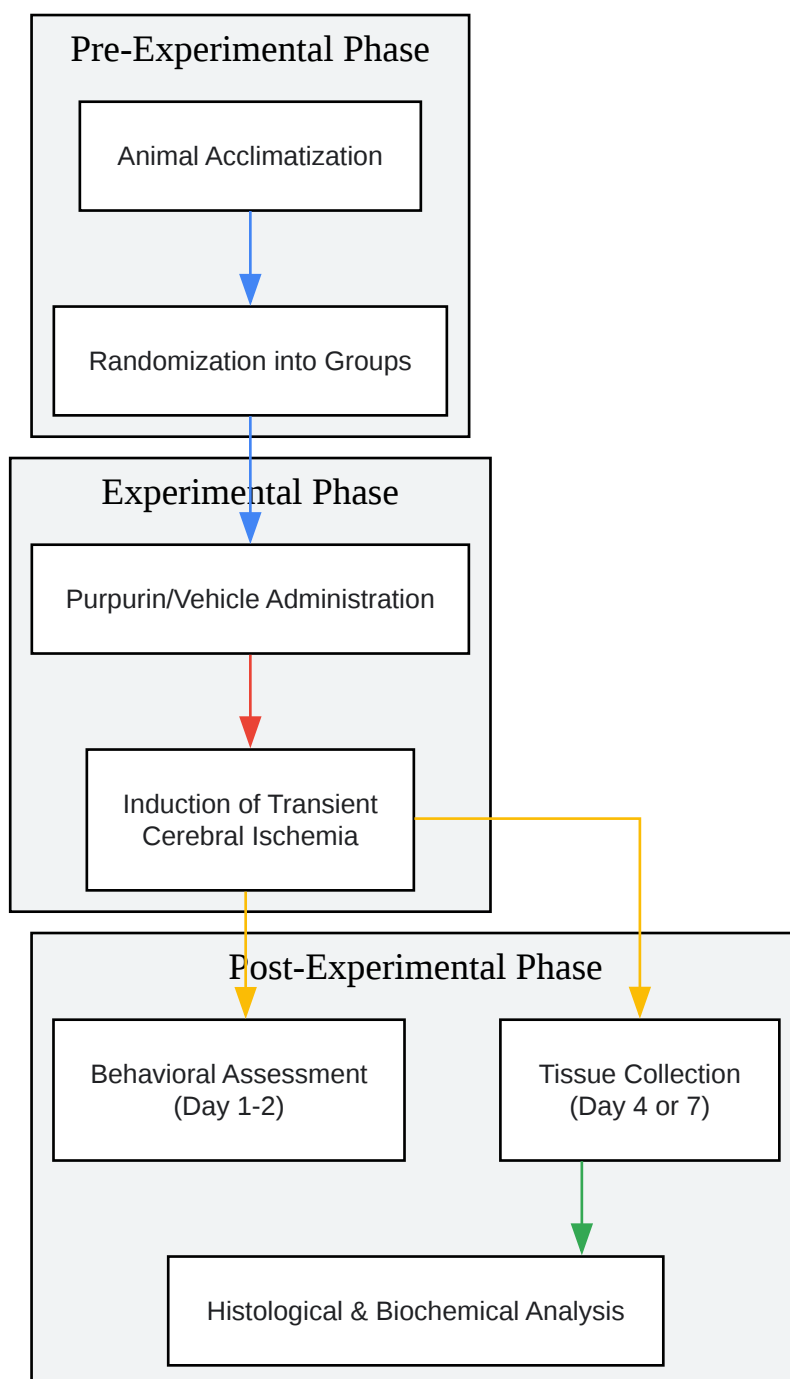 Pre-Experimental Phase
Animal Acclimatization
Randomization into Groups
Experimental Phase
Purpurin/Vehicle Administration
Induction of Transient
Cerebral Ischemia
Post-Experimental Phase
Behavioral Assessment
(Day 1-2)
Tissue Collection
(Day 4 or 7)
Histological & Biochemical Analysis